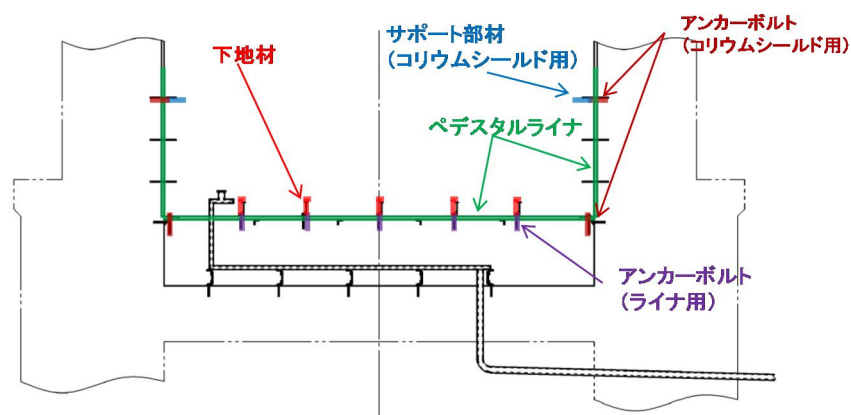 下地材
サポート部材
(コリウムシールド用)
アンカーボルト
(コリウムシールド用)
ペデスタルライナ
アンカーボルト
(ライナ用)